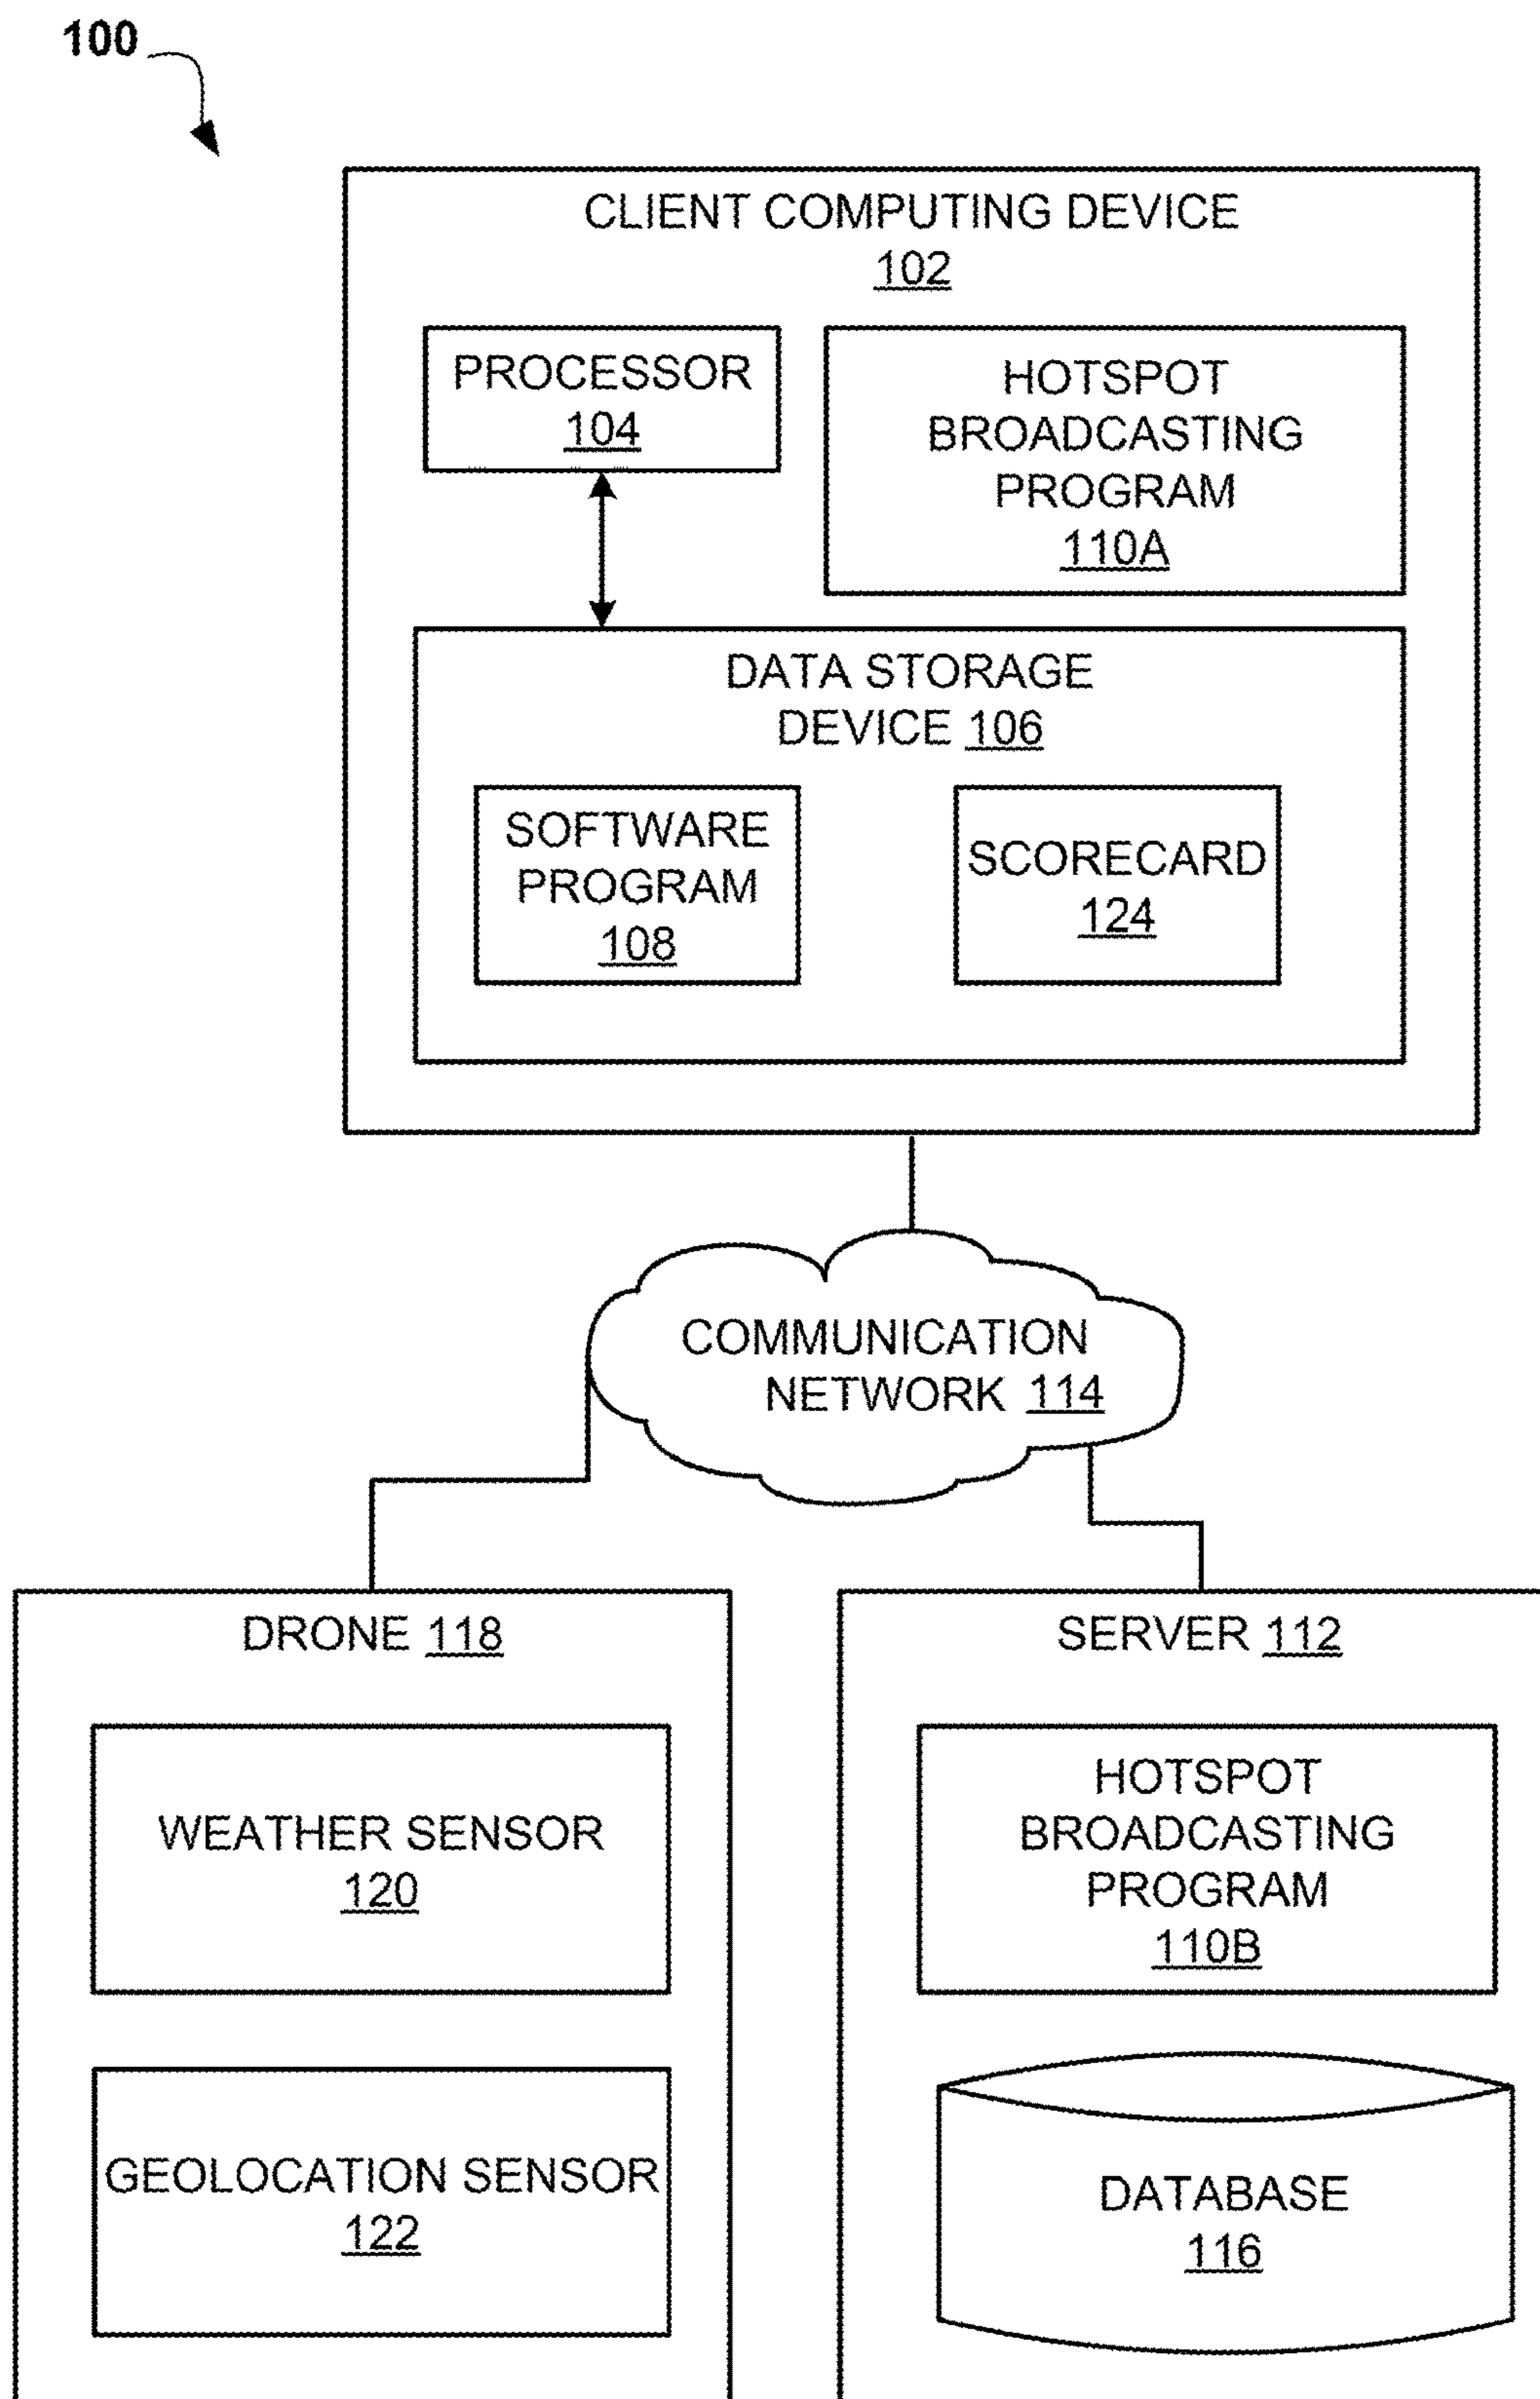 100
CLIENT COMPUTING DEVICE
102
PROCESSOR
104
HOTSPOT
BROADCASTING
PROGRAM
110A
DATA STORAGE
DEVICE 106
SOFTWARE
PROGRAM
108
SCORECARD
124
COMMUNICATION
NETWORK 114
DRONE 118
WEATHER SENSOR
120
GEOLOCATION SENSOR
122
SERVER 112
HOTSPOT
BROADCASTING
PROGRAM
110B
DATABASE
116